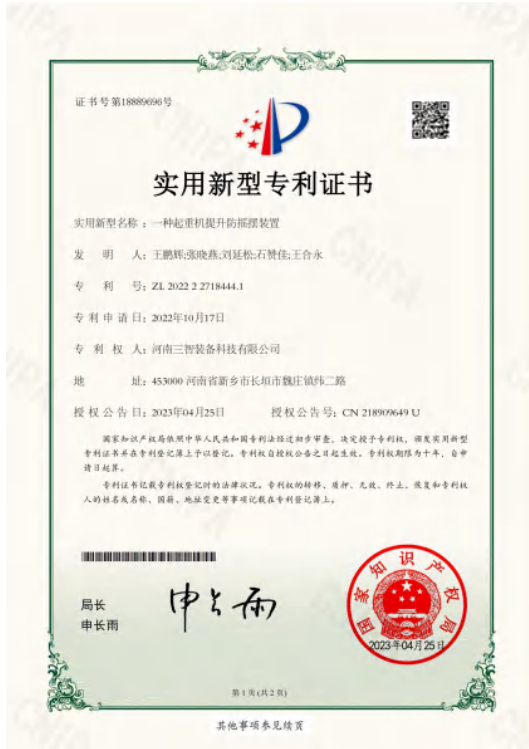 证书号第18889696号
实用新型专利证书
实用新型名称：一种起重机提升防摇摆装置
发 明 人：王鹏辉;张晓燕;刘延松;石赞佳;王合永
专 利 号：ZL 2022 2 2718444.1
专利申请日：2022年10月17日
专 利 权 人：河南三智装备科技有限公司
地 址：453000 河南省新乡市长垣市魏庄镇纬二路
授权公告日：2023年04月25日 授权公告号：CN 218909649 U
国家知识产权局依照中华人民共和国专利法经过初步审查，决定授予专利权，颁发实用新型
专利证书并在专利登记簿上予以登记。专利权自授权公告之日起生效。专利权期限为十年，自申
请日起算。
专利证书记载专利权登记时的法律状况。专利权的转移、质押、无效、终止、恢复和专利权
人的姓名或名称、国籍、地址变更等事项记载在专利登记簿上。
局长
申长雨
申长雨
国家知识产权局
2023年04月25日
第1页(共2页)
其他事项参见续页